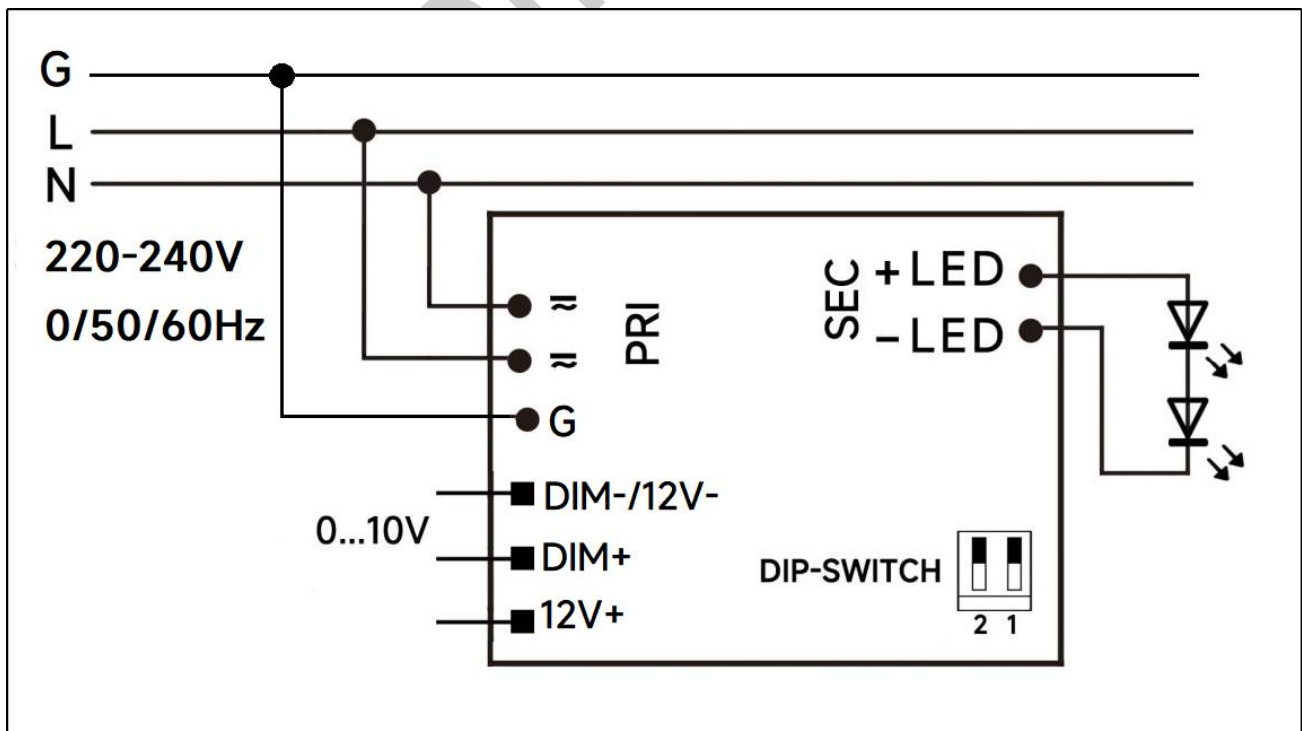 G
L
N
220-240V
0/50/60Hz
PRI
G
SEC
+LED
-LED
DIM-/12V-
0...10V
DIM+
12V+
DIP-SWITCH
2 1